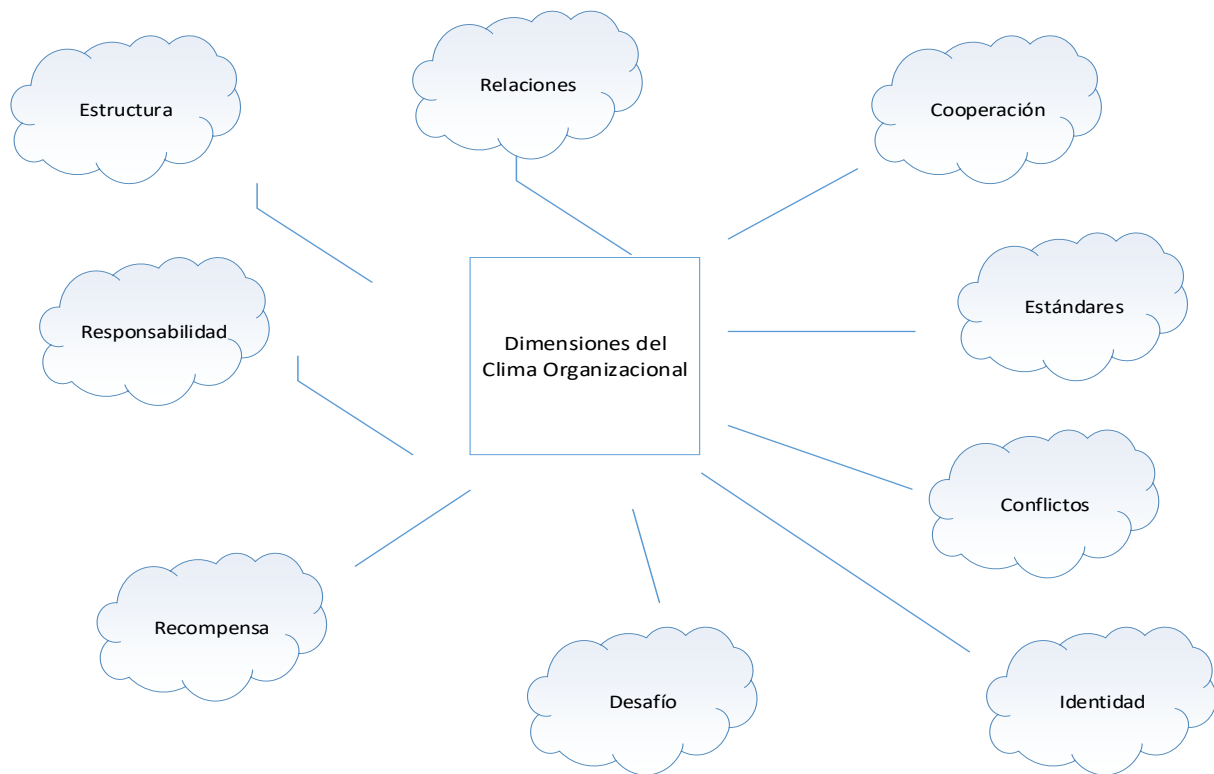 Estructura
Relaciones
Cooperación
Responsabilidad
Dimensiones del
Clima Organizacional
Estándares
Conflictos
Recompensa
Desafío
Identidad